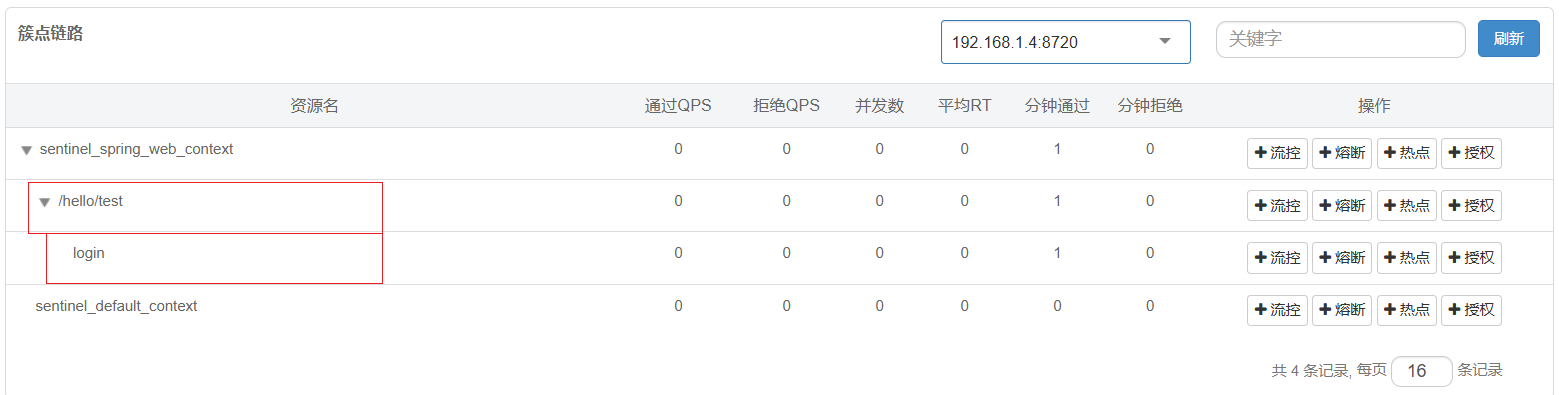 簇点链路 192.168.1.4:8720 关键字 刷新
资源名 通过QPS 拒绝QPS 并发数 平均RT 分钟通过 分钟拒绝 操作
sentinel_spring_web_context 0 0 0 0 1 0 流控 熔断 热点 授权
/hello/test 0 0 0 0 1 0 流控 熔断 热点 授权
login 0 0 0 0 1 0 流控 熔断 热点 授权
sentinel_default_context 0 0 0 0 0 0 流控 熔断 热点 授权
共 4 条记录, 每页 16 条记录